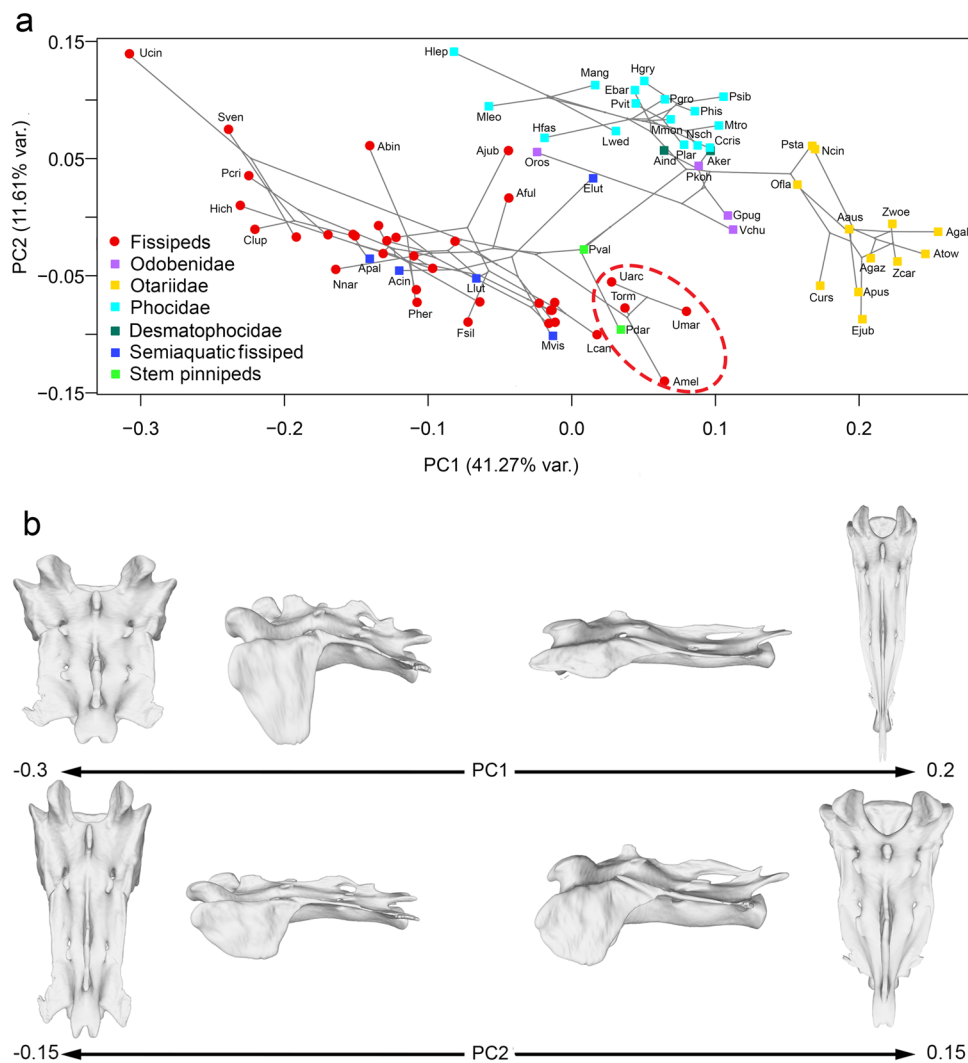 a
0.15
0.05
−0.05
−0.15
PC2 (11.61% var.)
Ucin
Hlep
Mang
Hgry
Ebar
Pgro
Psib
Mleo
Pvit
Phis
Sven
Mmon
Mtro
Hfas
Lwed
Nsch
Ccris
Abin
Ajub
Oros
Aind
Plar
Aker
Psta
Ncin
Pcri
Aful
Elut
Pkoh
Ofla
Hich
Gpug
Aaus
Zwoe
Agal
Clup
Vchu
Fissipeds
Odobenidae
Otariidae
Phocidae
Desmatophocidae
Semiaquatic fissiped
Stem pinnipeds
Nnar
Apal
Acin
Llut
Pval
Uarc
Agaz
Zcar
Atow
Pher
Torm
Umar
Curs
Apus
Fsil
Mvis
Lcan
Pdar
Ejub
Amel
−0.3
−0.2
−0.1
0.0
0.1
0.2
PC1 (41.27% var.)
b
-0.3
PC1
0.2
-0.15
PC2
0.15